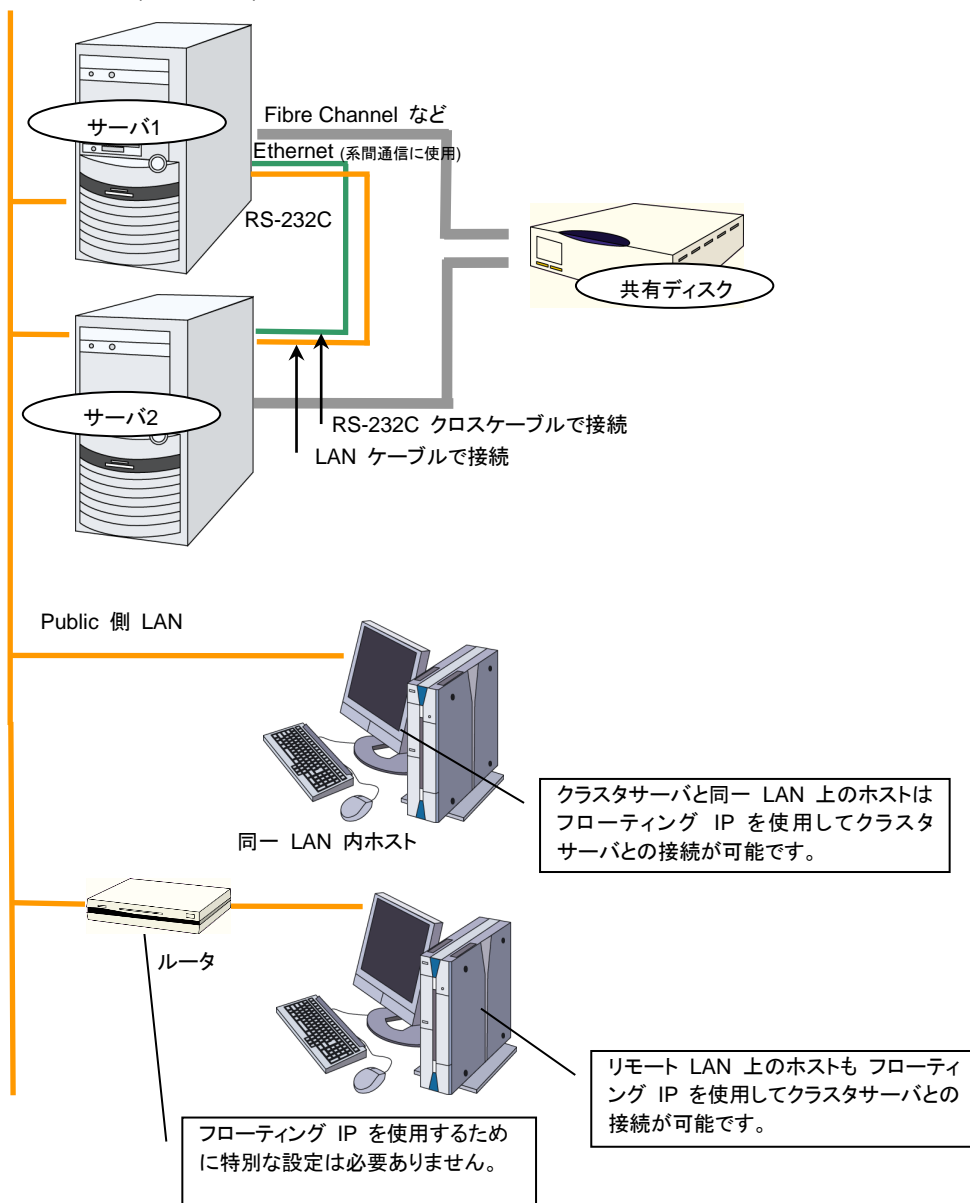 サーバ1
Fibre Channel など
Ethernet (系間通信に使用)
RS-232C
共有ディスク
サーバ2
RS-232C クロスケーブルで接続
LAN ケーブルで接続
Public 側 LAN
クラスタサーバと同一 LAN 上のホストは
フローティング IP を使用してクラスタ
サーバとの接続が可能です。
同一 LAN 内ホスト
ルータ
リモート LAN 上のホストも フローティ
ング IP を使用してクラスタサーバとの
接続が可能です。
フローティング IP を使用するため
に特別な設定は必要ありません。